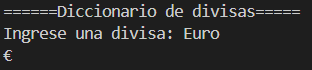 ======Diccionario de divisas=====
Ingrese una divisa: Euro
€